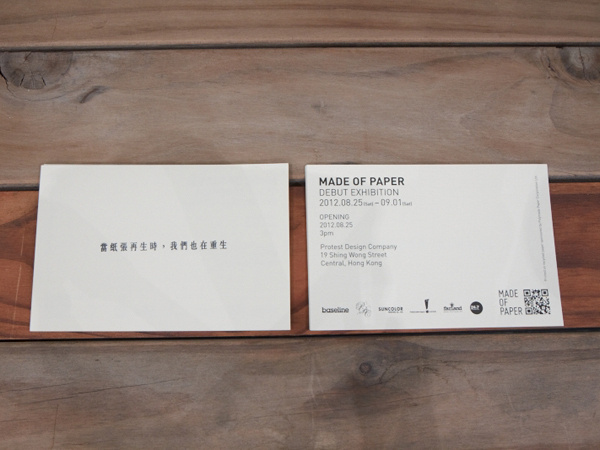 當紙張再生時，我們也在重生
MADE OF PAPER
DEBUT EXHIBITION
2012.08.25(Sat) – 09.01(Sat)
OPENING
2012.08.25
3pm
Protest Design Company
19 Shing Wong Street
Central, Hong Kong
baseline
SUNCOLOR
MADE
OF
PAPER